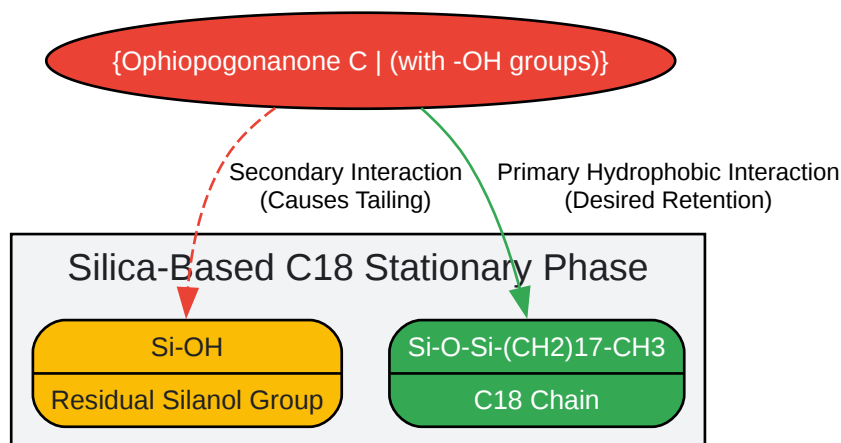 {Ophiopogonanone C | (with -OH groups)}
Secondary Interaction
(Causes Tailing)
Primary Hydrophobic Interaction
(Desired Retention)
Silica-Based C18 Stationary Phase
Si-OH
Residual Silanol Group
Si-O-Si-(CH2)17-CH3
C18 Chain